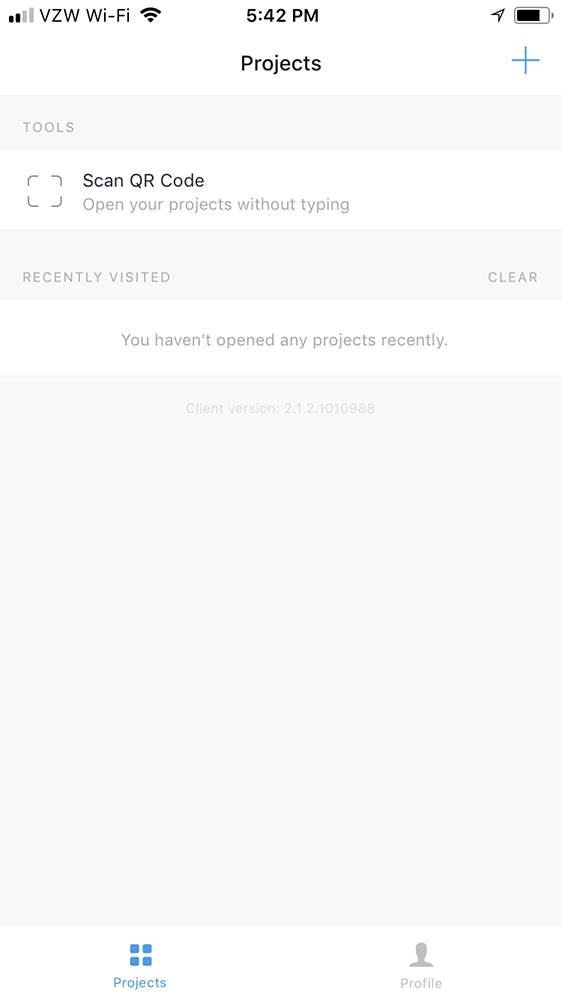 VZW Wi-Fi 5:42 PM
Projects
TOOLS
Scan QR Code
Open your projects without typing
RECENTLY VISITED CLEAR
You haven't opened any projects recently.
Client version: 2.1.2.1010988
Projects Profile